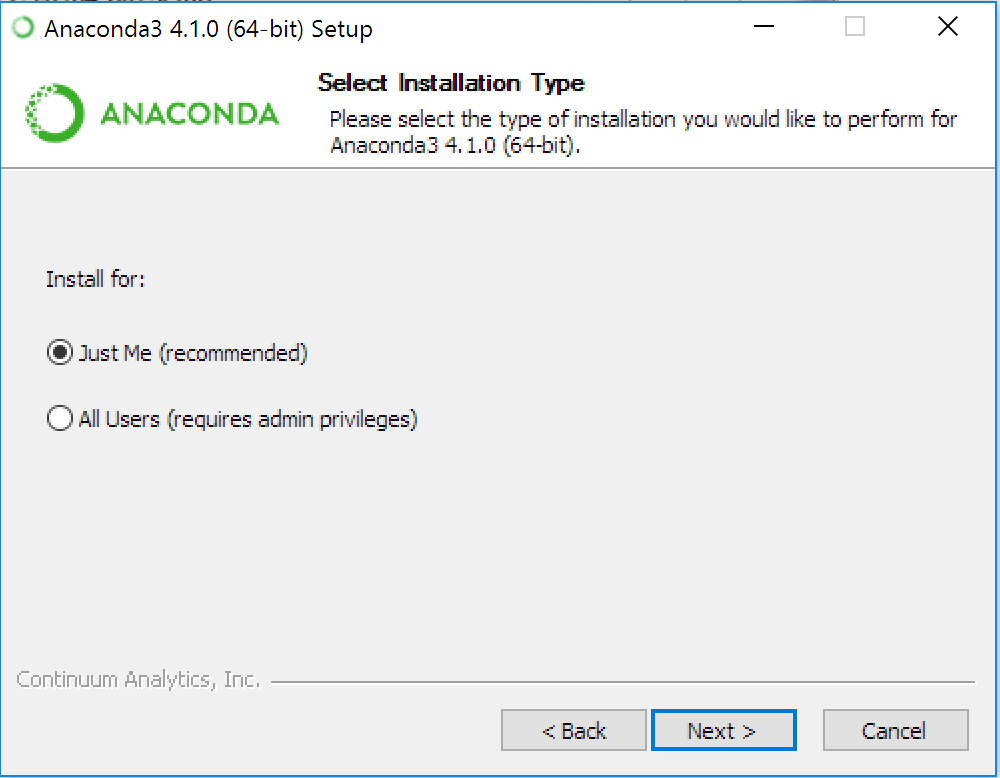 Anaconda3 4.1.0 (64-bit) Setup
ANACONDA
Select Installation Type
Please select the type of installation you would like to perform for
Anaconda3 4.1.0 (64-bit).
Install for:
Just Me (recommended)
All Users (requires admin privileges)
Continuum Analytics, Inc.
< Back
Next >
Cancel